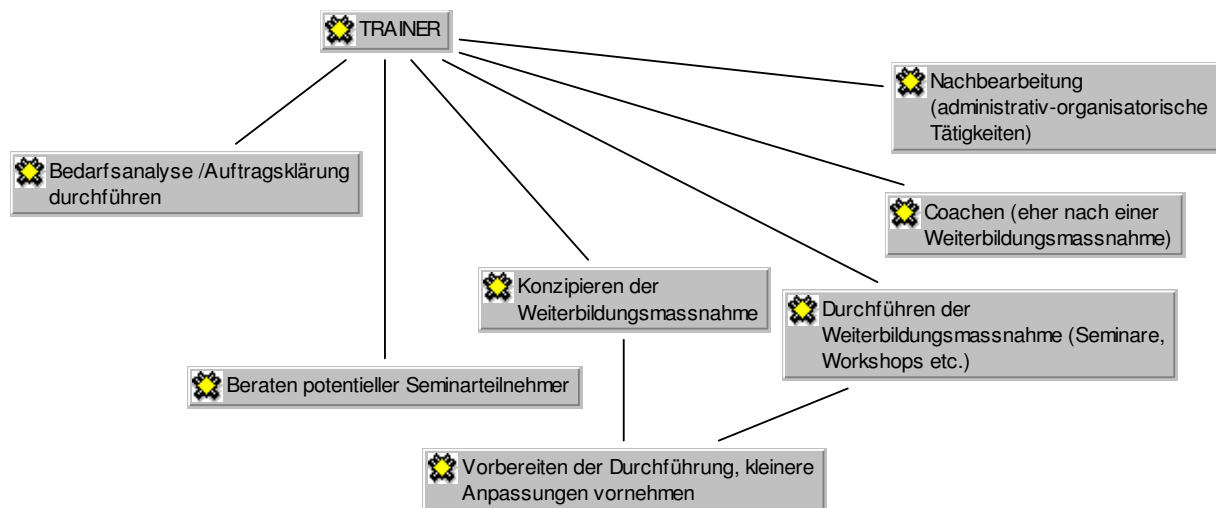 TRAINER
Nachbearbeitung
(administrativ-organisatorische
Tätigkeiten)
Bedarfsanalyse /Auftragsklärung
durchführen
Coachen (eher nach einer
Weiterbildungsmassnahme)
Konzipieren der
Weiterbildungsmassnahme
Durchführen der
Weiterbildungsmassnahme (Seminare,
Workshops etc.)
Beraten potentieller Seminarteilnehmer
Vorbereiten der Durchführung, kleinere
Anpassungen vornehmen